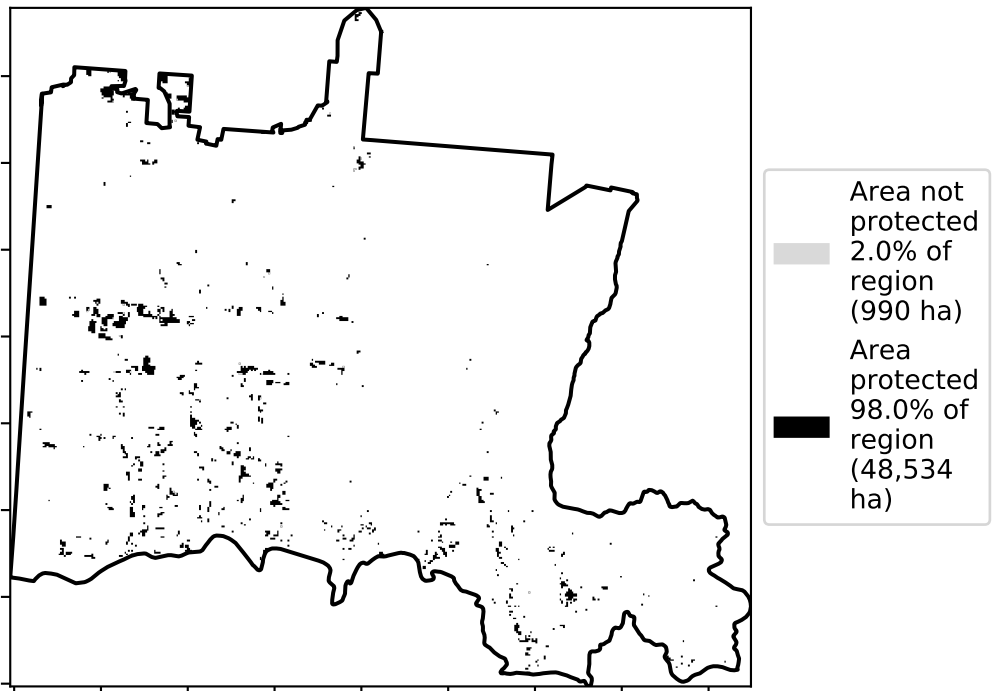 Area not
protected
2.0% of
region
(990 ha)
Area
protected
98.0% of
region
(48,534
ha)